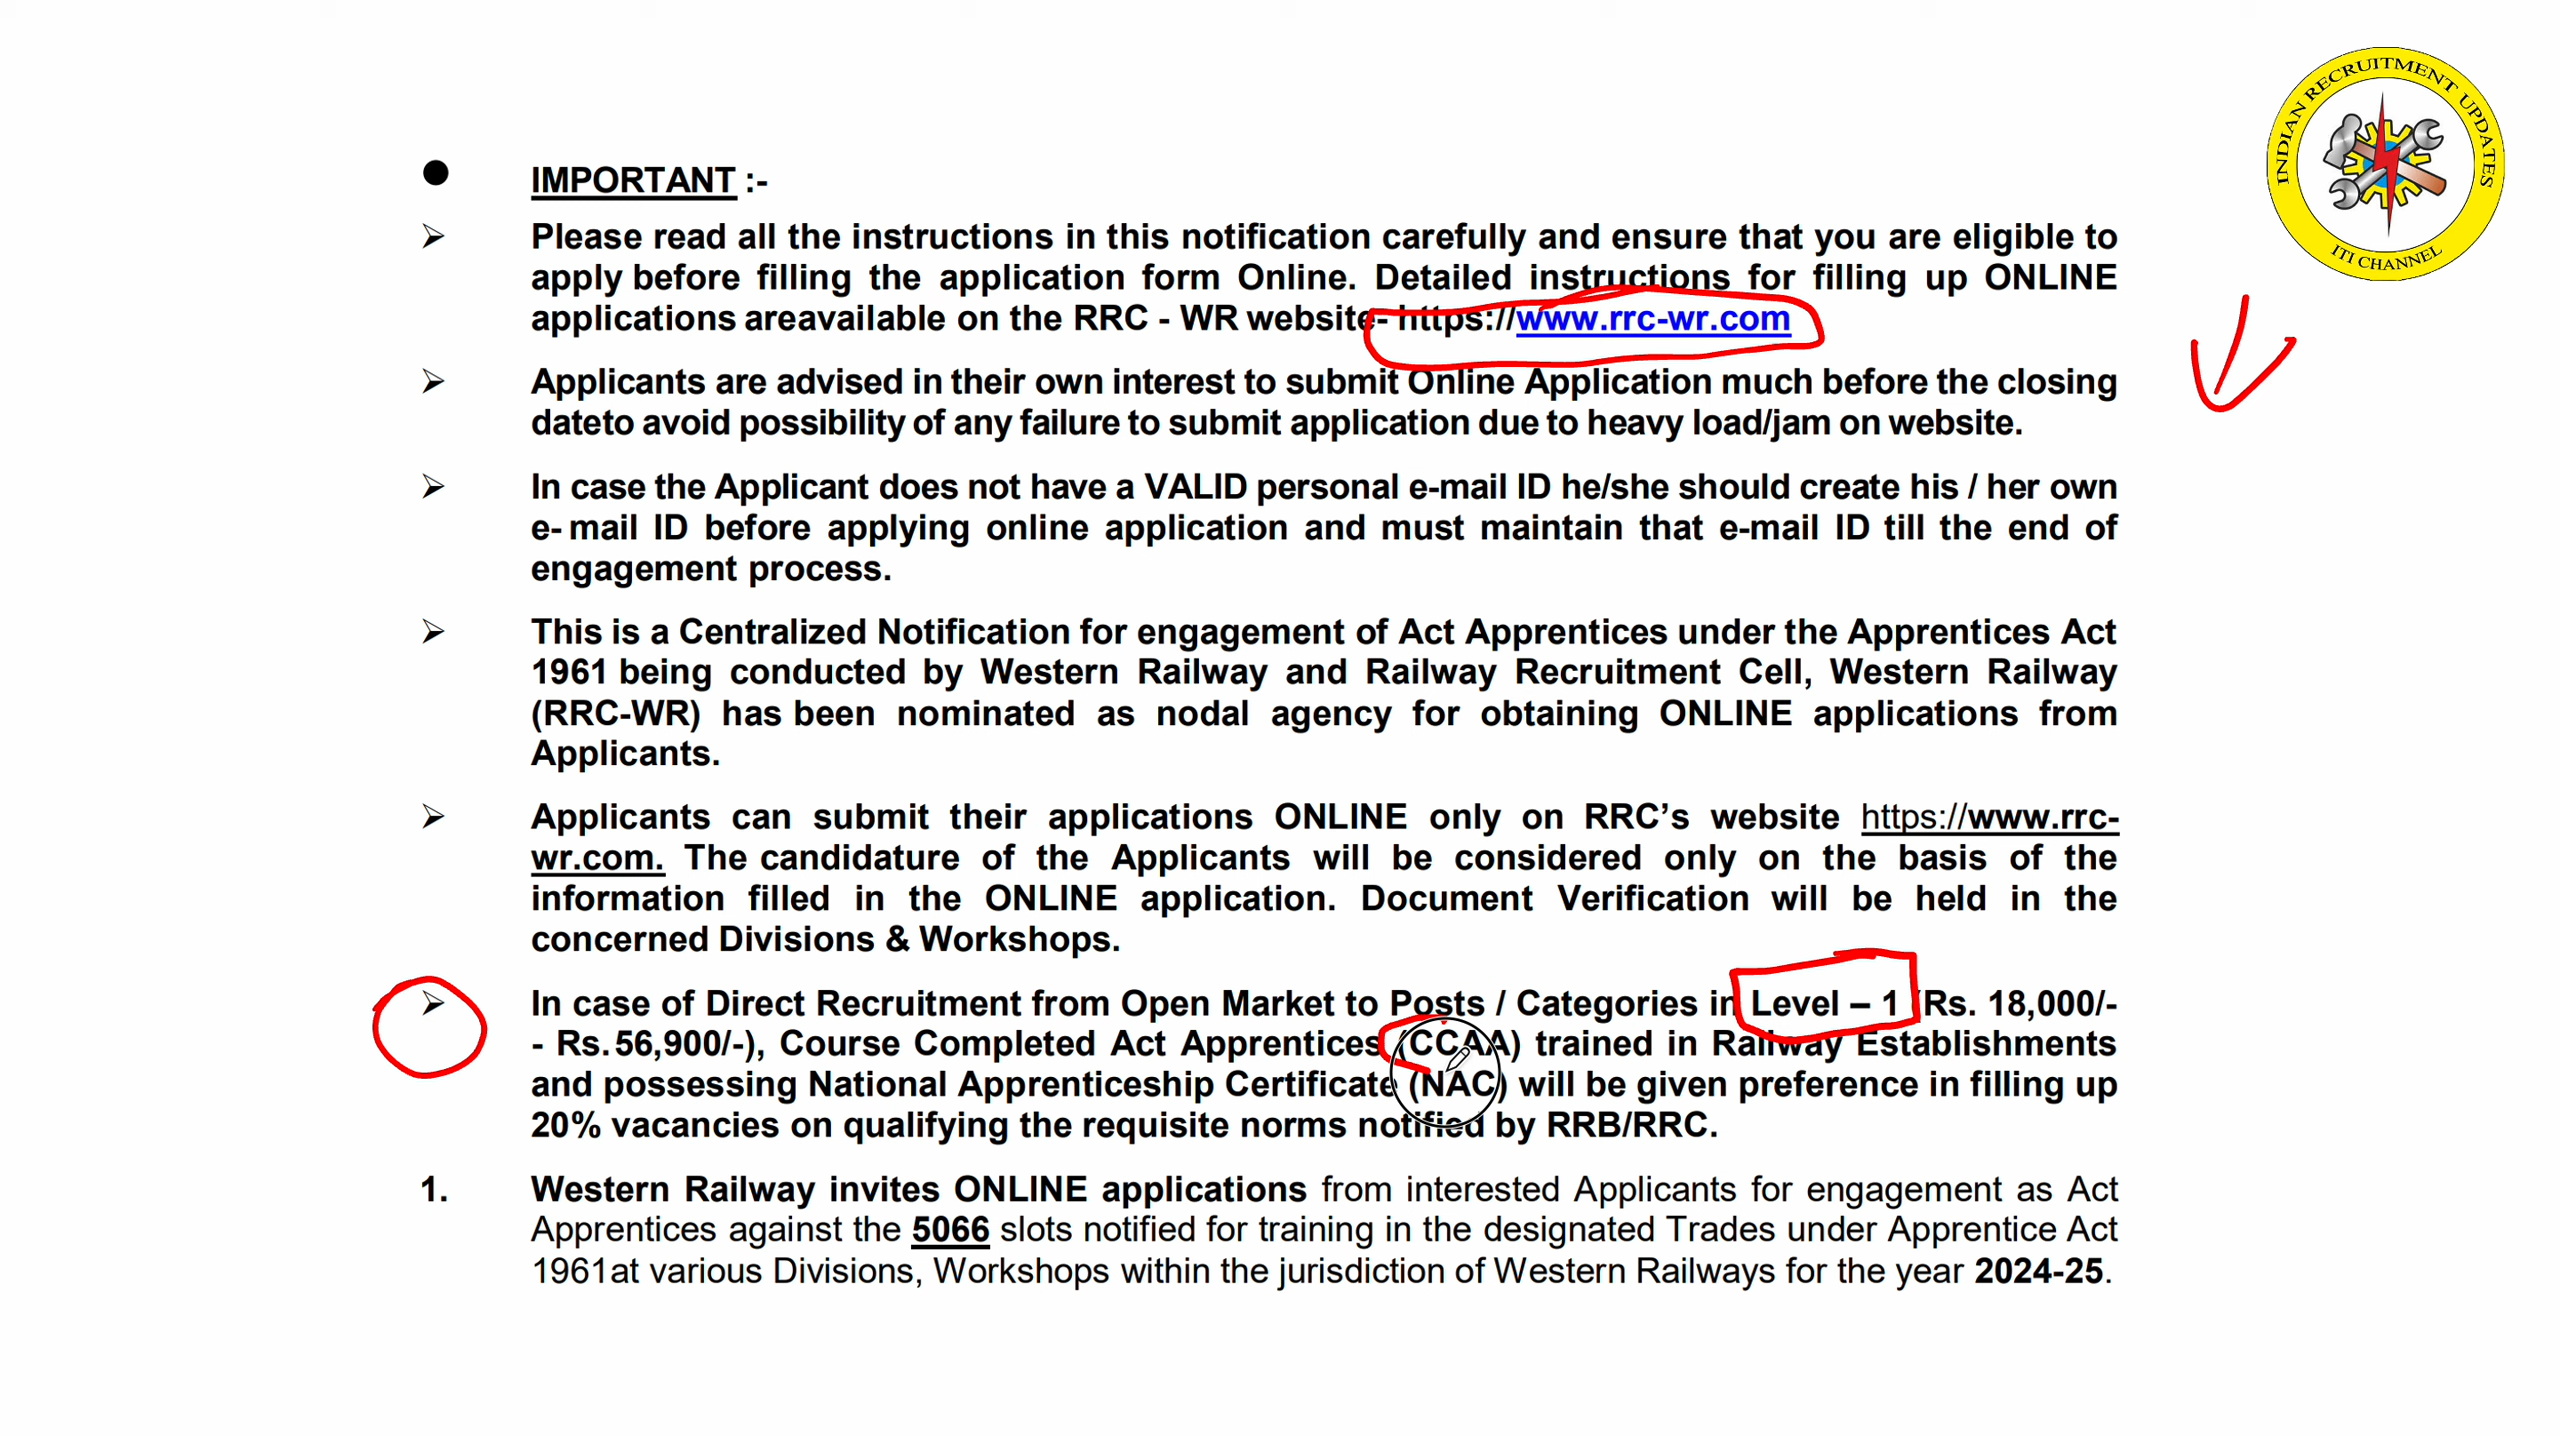 INDIAN RECRUITMENT UPDATES
ITI CHANNEL
IMPORTANT :-
Please read all the instructions in this notification carefully and ensure that you are eligible to
apply before filling the application form Online. Detailed instructions for filling up ONLINE
applications areavailable on the RRC - WR website- https://www.rrc-wr.com
Applicants are advised in their own interest to submit Online Application much before the closing
dateto avoid possibility of any failure to submit application due to heavy load/jam on website.
In case the Applicant does not have a VALID personal e-mail ID he/she should create his / her own
e- mail ID before applying online application and must maintain that e-mail ID till the end of
engagement process.
This is a Centralized Notification for engagement of Act Apprentices under the Apprentices Act
1961 being conducted by Western Railway and Railway Recruitment Cell, Western Railway
(RRC-WR) has been nominated as nodal agency for obtaining ONLINE applications from
Applicants.
Applicants can submit their applications ONLINE only on RRC’s website https://www.rrc-
wr.com. The candidature of the Applicants will be considered only on the basis of the
information filled in the ONLINE application. Document Verification will be held in the
concerned Divisions & Workshops.
In case of Direct Recruitment from Open Market to Posts / Categories in Level – 1 (Rs. 18,000/-
- Rs. 56,900/-), Course Completed Act Apprentices (CCAA) trained in Railway Establishments
and possessing National Apprenticeship Certificate (NAC) will be given preference in filling up
20% vacancies on qualifying the requisite norms notified by RRB/RRC.
1. Western Railway invites ONLINE applications from interested Applicants for engagement as Act
Apprentices against the 5066 slots notified for training in the designated Trades under Apprentice Act
1961at various Divisions, Workshops within the jurisdiction of Western Railways for the year 2024-25.